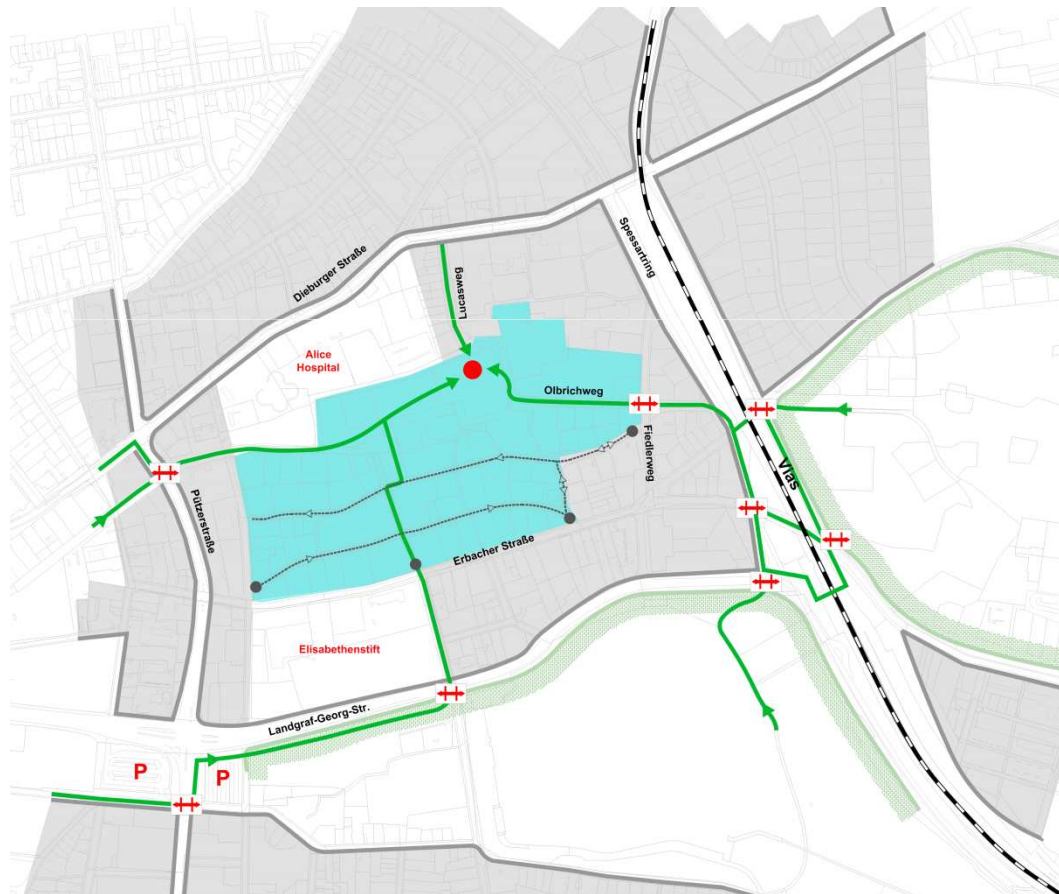 Spessartring
Dieburger Straße
Lucasweg
Alice
Hospital
Olbrichweg
Fiedlerweg
Vias
Pützerstraße
Erbacher Straße
Elisabethenstift
Landgraf-Georg-Str.
P
P